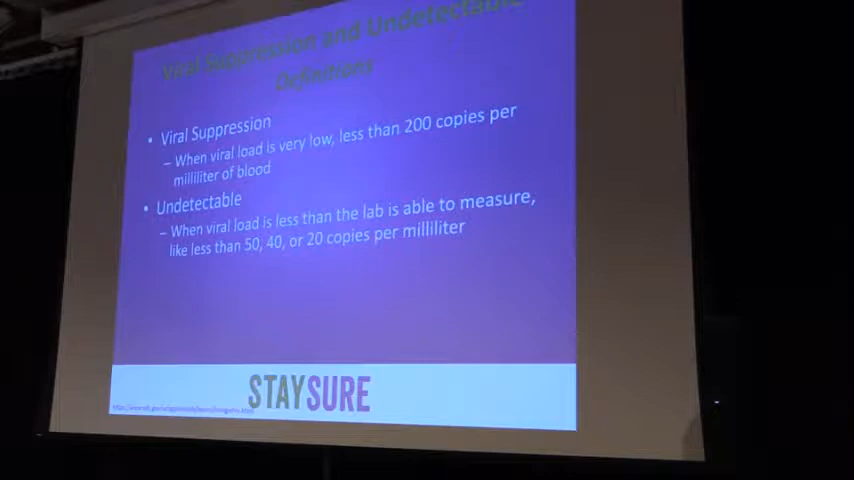 Viral Suppression and Undetectable
Definitions
• Viral Suppression
– When viral load is very low, less than 200 copies per
milliliter of blood
• Undetectable
– When viral load is less than the lab is able to measure,
like less than 50, 40, or 20 copies per milliliter
STAYSURE